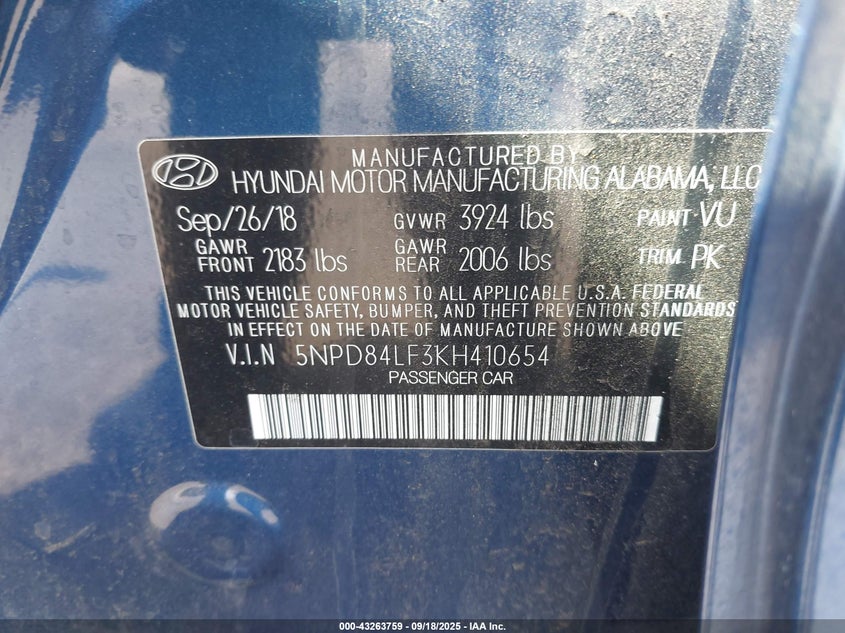 MANUFACTURED BY
HYUNDAI MOTOR MANUFACTURING ALABAMA, LLC
Sep/26/18 GVWR 3924 lbs PAINT VU
GAWR FRONT 2183 lbs GAWR REAR 2006 lbs TRIM PK
THIS VEHICLE CONFORMS TO ALL APPLICABLE U.S.A. FEDERAL
MOTOR VEHICLE SAFETY, BUMPER, AND THEFT PREVENTION STANDARDS
IN EFFECT ON THE DATE OF MANUFACTURE SHOWN ABOVE
V.I.N 5NPD84LF3KH410654
PASSENGER CAR
000-43263759 - 09/18/2025 - IAA Inc.